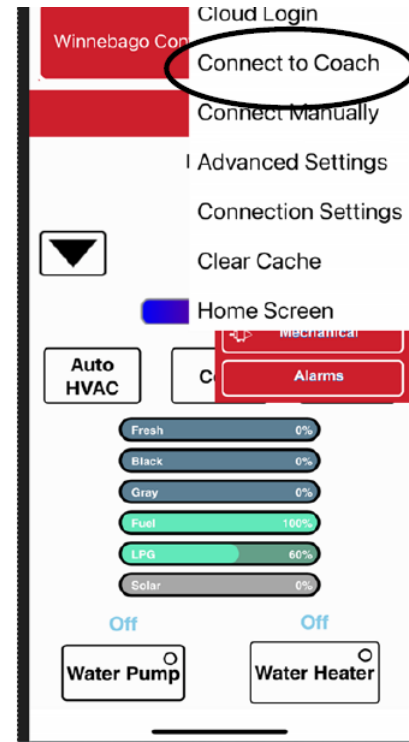 Cloud Login
Winnebago Con
Connect to Coach
Connect Manually
Advanced Settings
Connection Settings
Clear Cache
Home Screen
Mechanical
Auto
HVAC
Alarms
Fresh 0%
Black 0%
Gray 0%
Fuel 100%
LPG 60%
Solar 0%
Off Off
Water Pump Water Heater